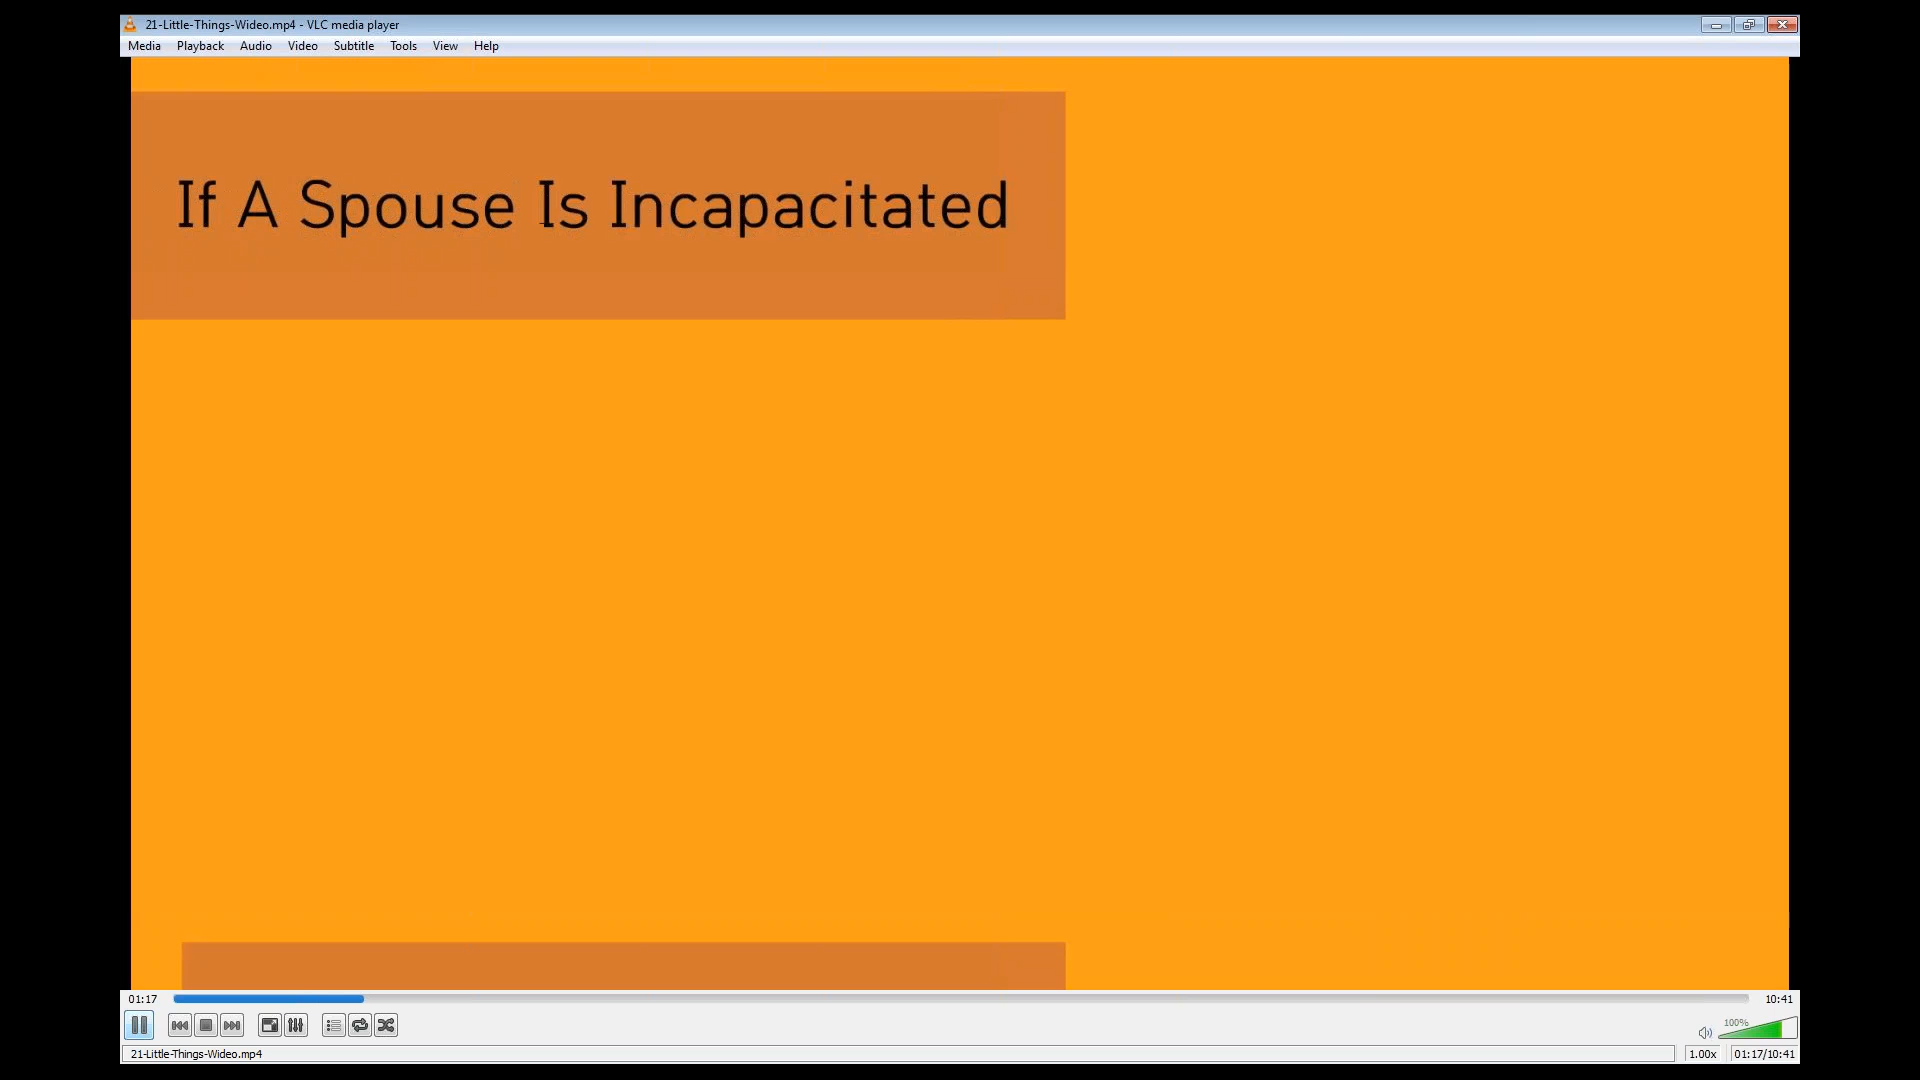 21-Little-Things-Wideo.mp4 - VLC media player
Media Playback Audio Video Subtitle Tools View Help
If A Spouse Is Incapacitated
01:17 10:41
100%
21-Little-Things-Wideo.mp4 1.00x 01:17/10:41